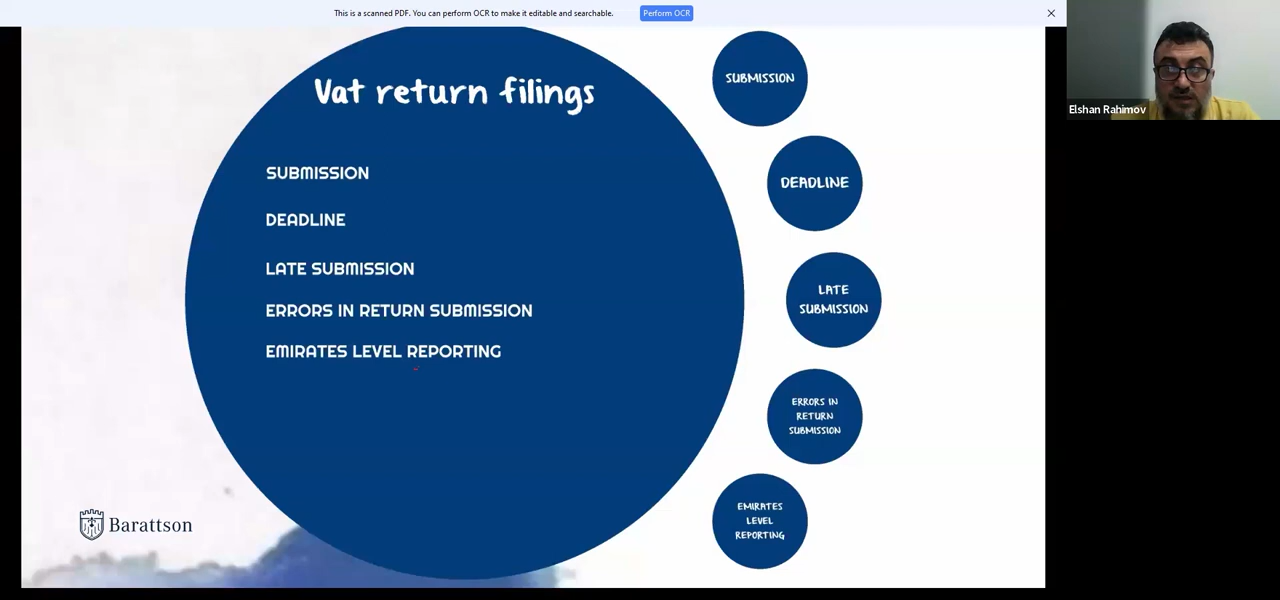 This is a scanned PDF. You can perform OCR to make it editable and searchable.
Perform OCR
Vat return filings
SUBMISSION
DEADLINE
LATE SUBMISSION
ERRORS IN RETURN SUBMISSION
EMIRATES LEVEL REPORTING
SUBMISSION
DEADLINE
LATE
SUBMISSION
ERRORS IN
RETURN
SUBMISSION
EMIRATES
LEVEL
REPORTING
Barattson
Elshan Rahimov